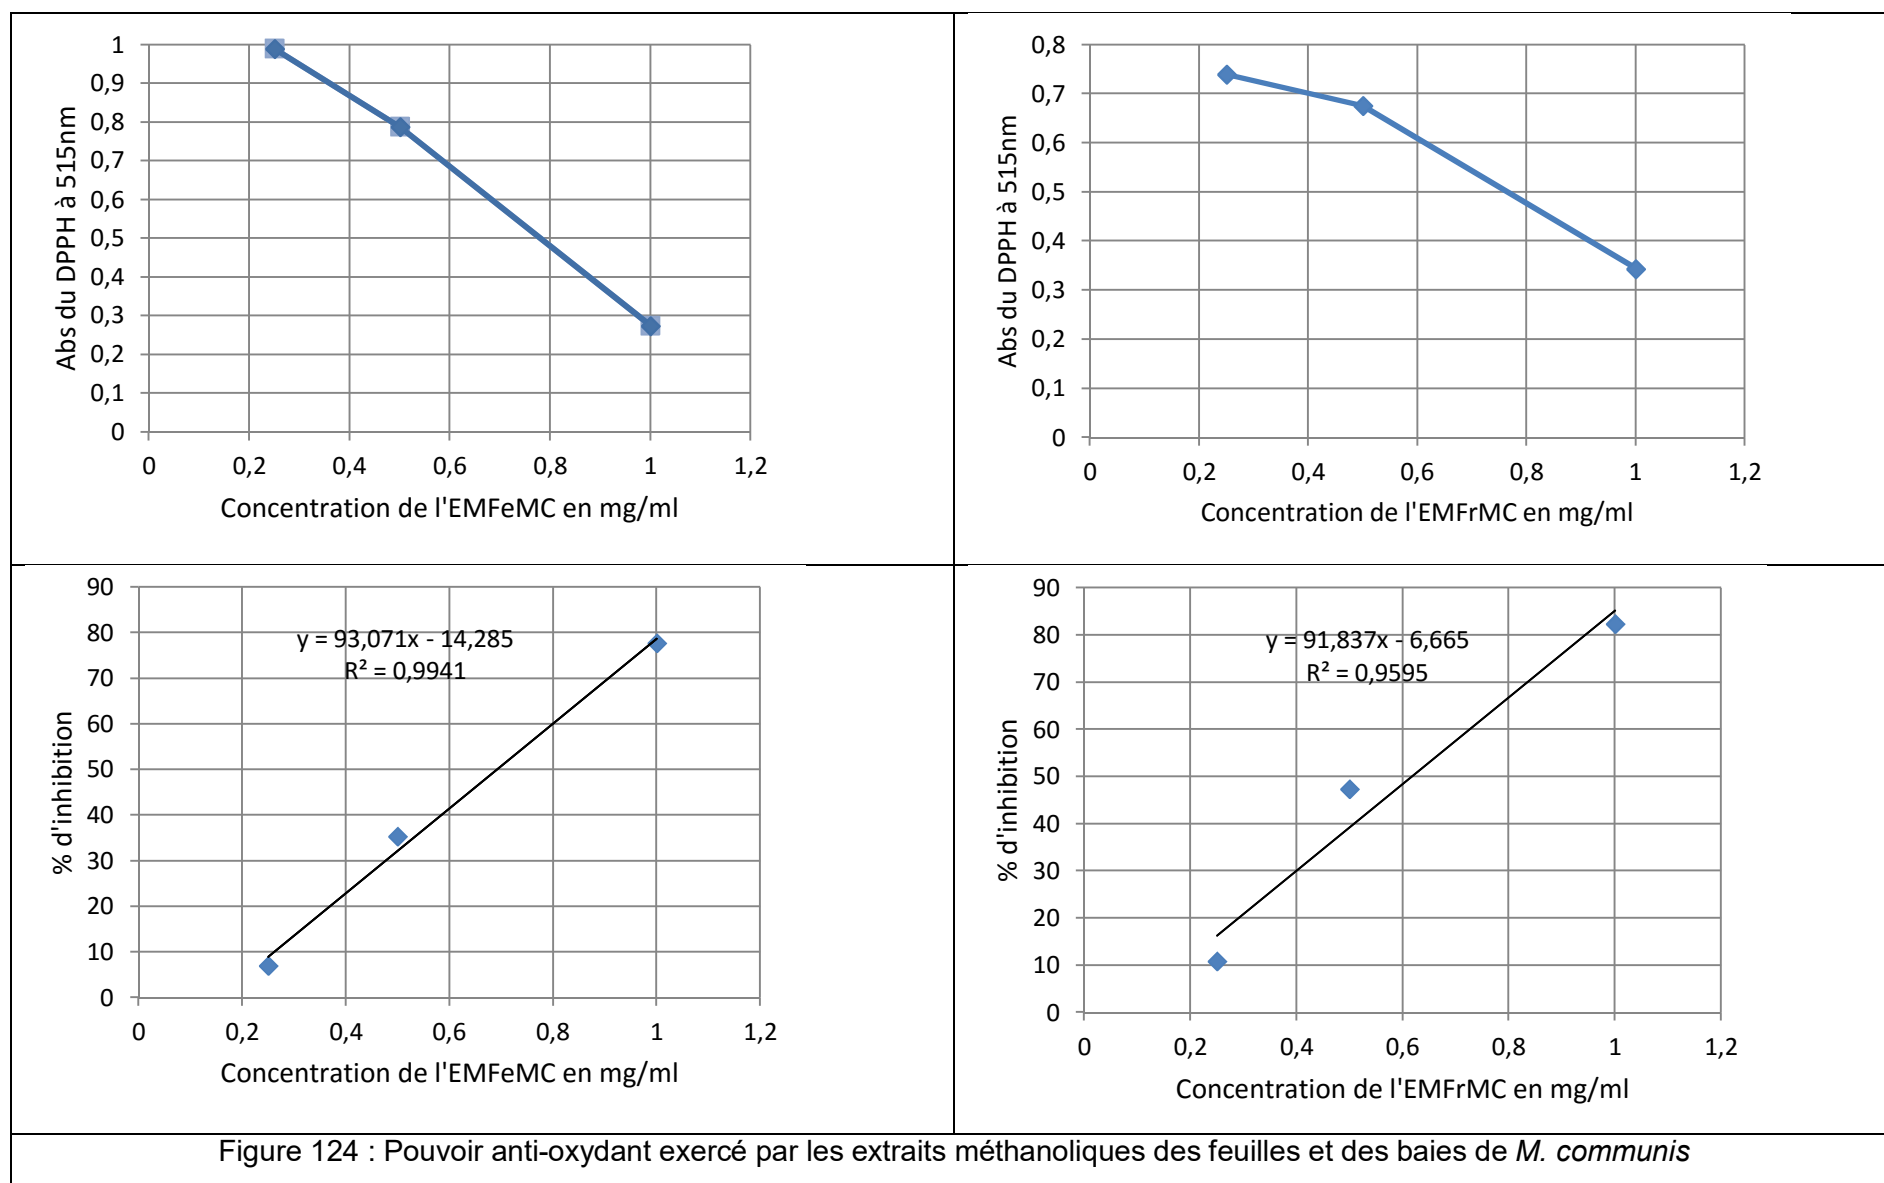 1
0,9
0,8
0,7
0,6
0,5
0,4
0,3
0,2
0,1
0
0 0,2 0,4 0,6 0,8 1 1,2
Abs du DPPH à 515nm
Concentration de l'EMFeMC en mg/ml
0,8
0,7
0,6
0,5
0,4
0,3
0,2
0,1
0
0 0,2 0,4 0,6 0,8 1 1,2
Abs du DPPH à 515nm
Concentration de l'EMFrMC en mg/ml
90
80
70
60
50
40
30
20
10
0
0 0,2 0,4 0,6 0,8 1 1,2
y = 93,071x - 14,285
R² = 0,9941
% d'inhibition
Concentration de l'EMFeMC en mg/ml
90
80
70
60
50
40
30
20
10
0
0 0,2 0,4 0,6 0,8 1 1,2
y = 91,837x - 6,665
R² = 0,9595
% d'inhibition
Concentration de l'EMFrMC en mg/ml
Figure 124 : Pouvoir anti-oxydant exercé par les extraits méthanoliques des feuilles et des baies de M. communis